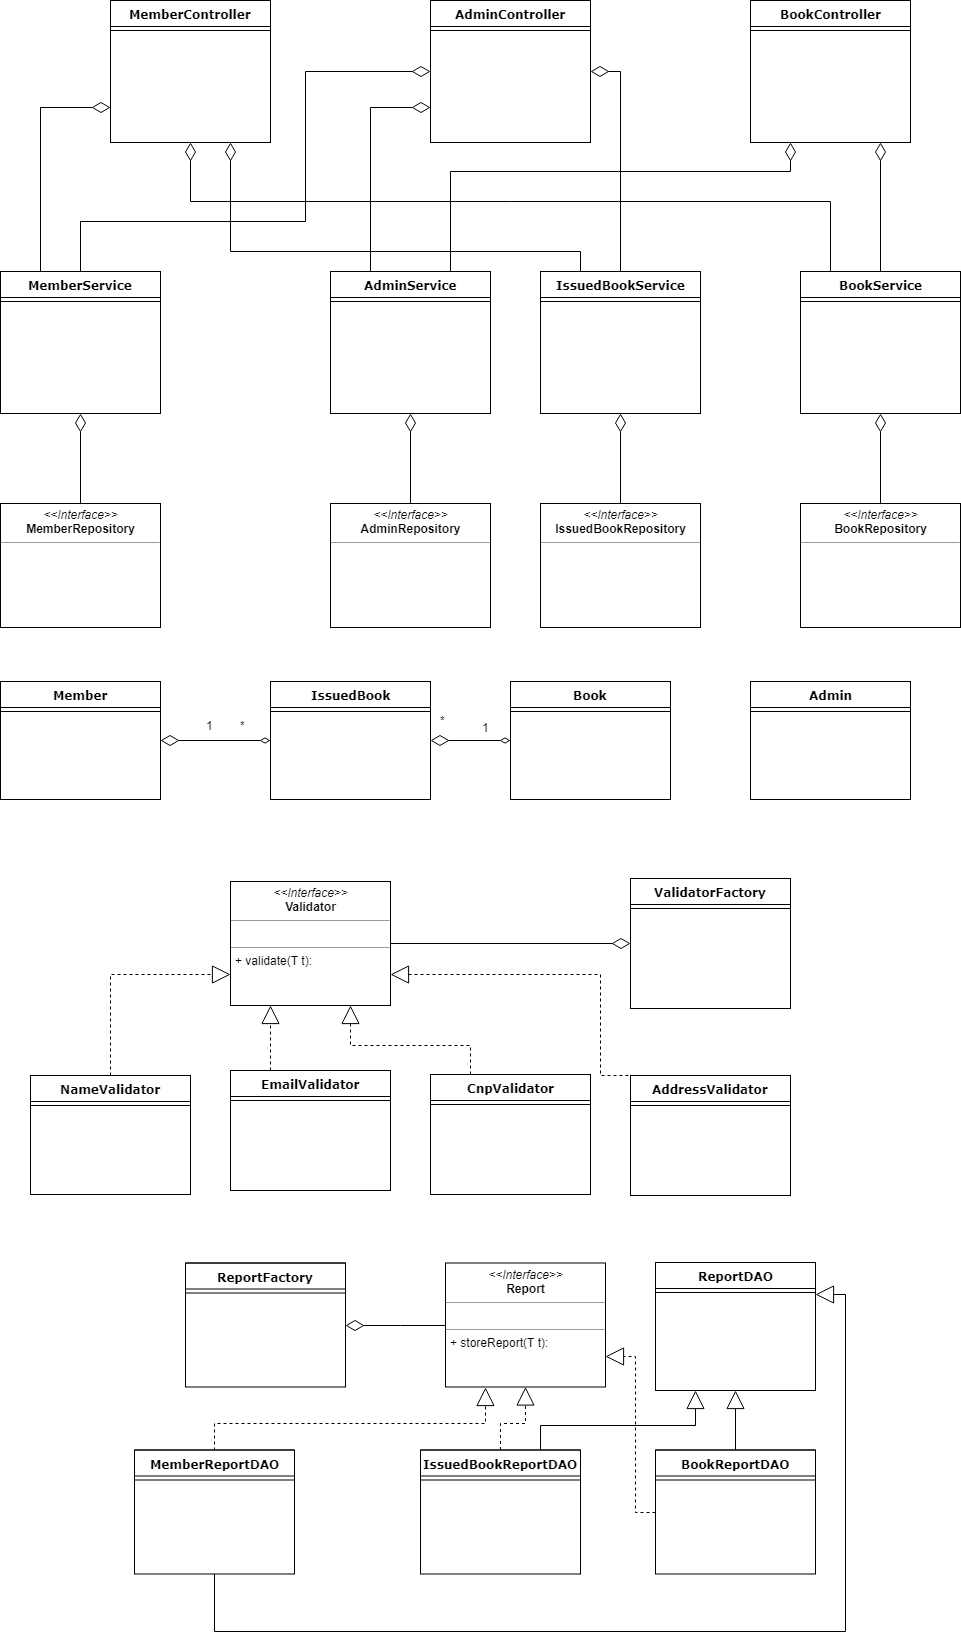 MemberController
AdminController
BookController
MemberService
AdminService
IssuedBookService
BookService
<<Interface>>
MemberRepository
<<Interface>>
AdminRepository
<<Interface>>
IssuedBookRepository
<<Interface>>
BookRepository
Member
IssuedBook
Book
Admin
1
*
*
1
<<Interface>>
Validator
+ validate(T t):
ValidatorFactory
NameValidator
EmailValidator
CnpValidator
AddressValidator
ReportFactory
<<Interface>>
Report
+ storeReport(T t):
ReportDAO
MemberReportDAO
IssuedBookReportDAO
BookReportDAO